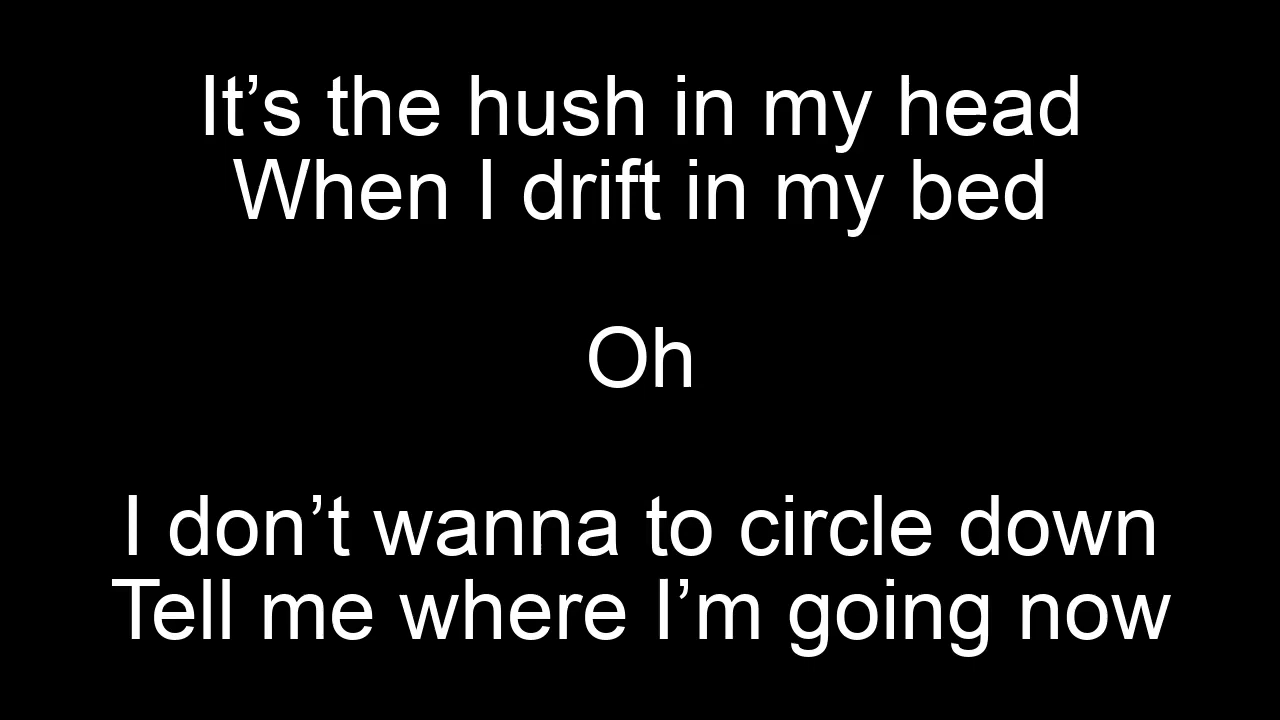 It’s the hush in my head
When I drift in my bed
Oh
I don’t wanna to circle down
Tell me where I’m going now